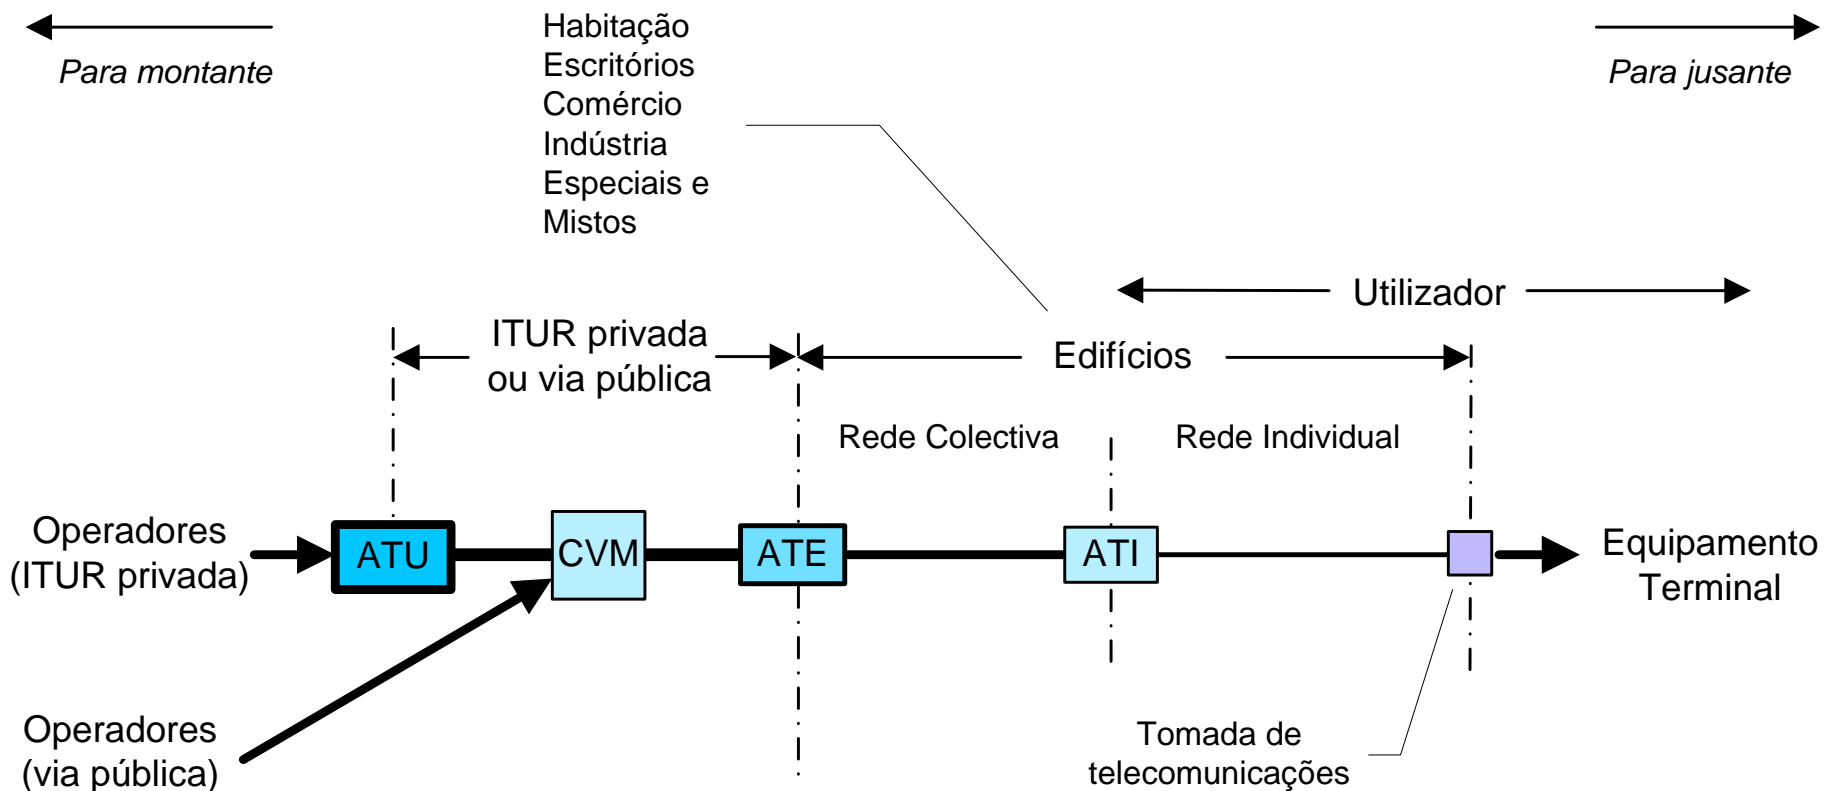 Para montante
Habitação
Escritórios
Comércio
Indústria
Especiais e
Mistos
Para jusante
Utilizador
ITUR privada
ou via pública
Edifícios
Rede Colectiva
Rede Individual
Operadores
(ITUR privada)
ATU
CVM
ATE
ATI
Equipamento
Terminal
Operadores
(via pública)
Tomada de
telecomunicações